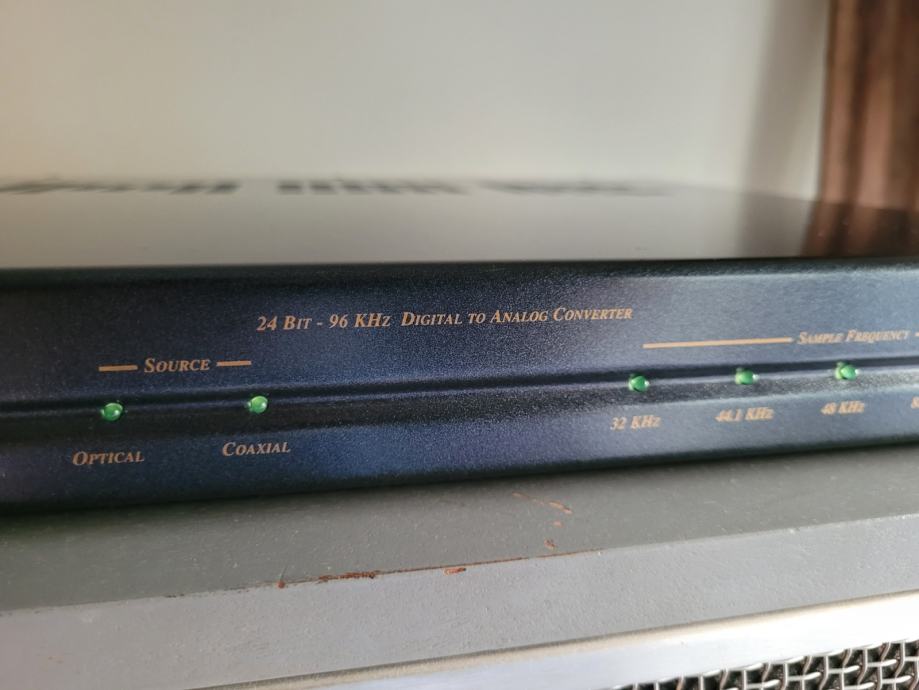 24 Bit - 96 KHz Digital to Analog Converter
Source
Sample Frequency
Optical
Coaxial
32 KHz
44.1 KHz
48 KHz